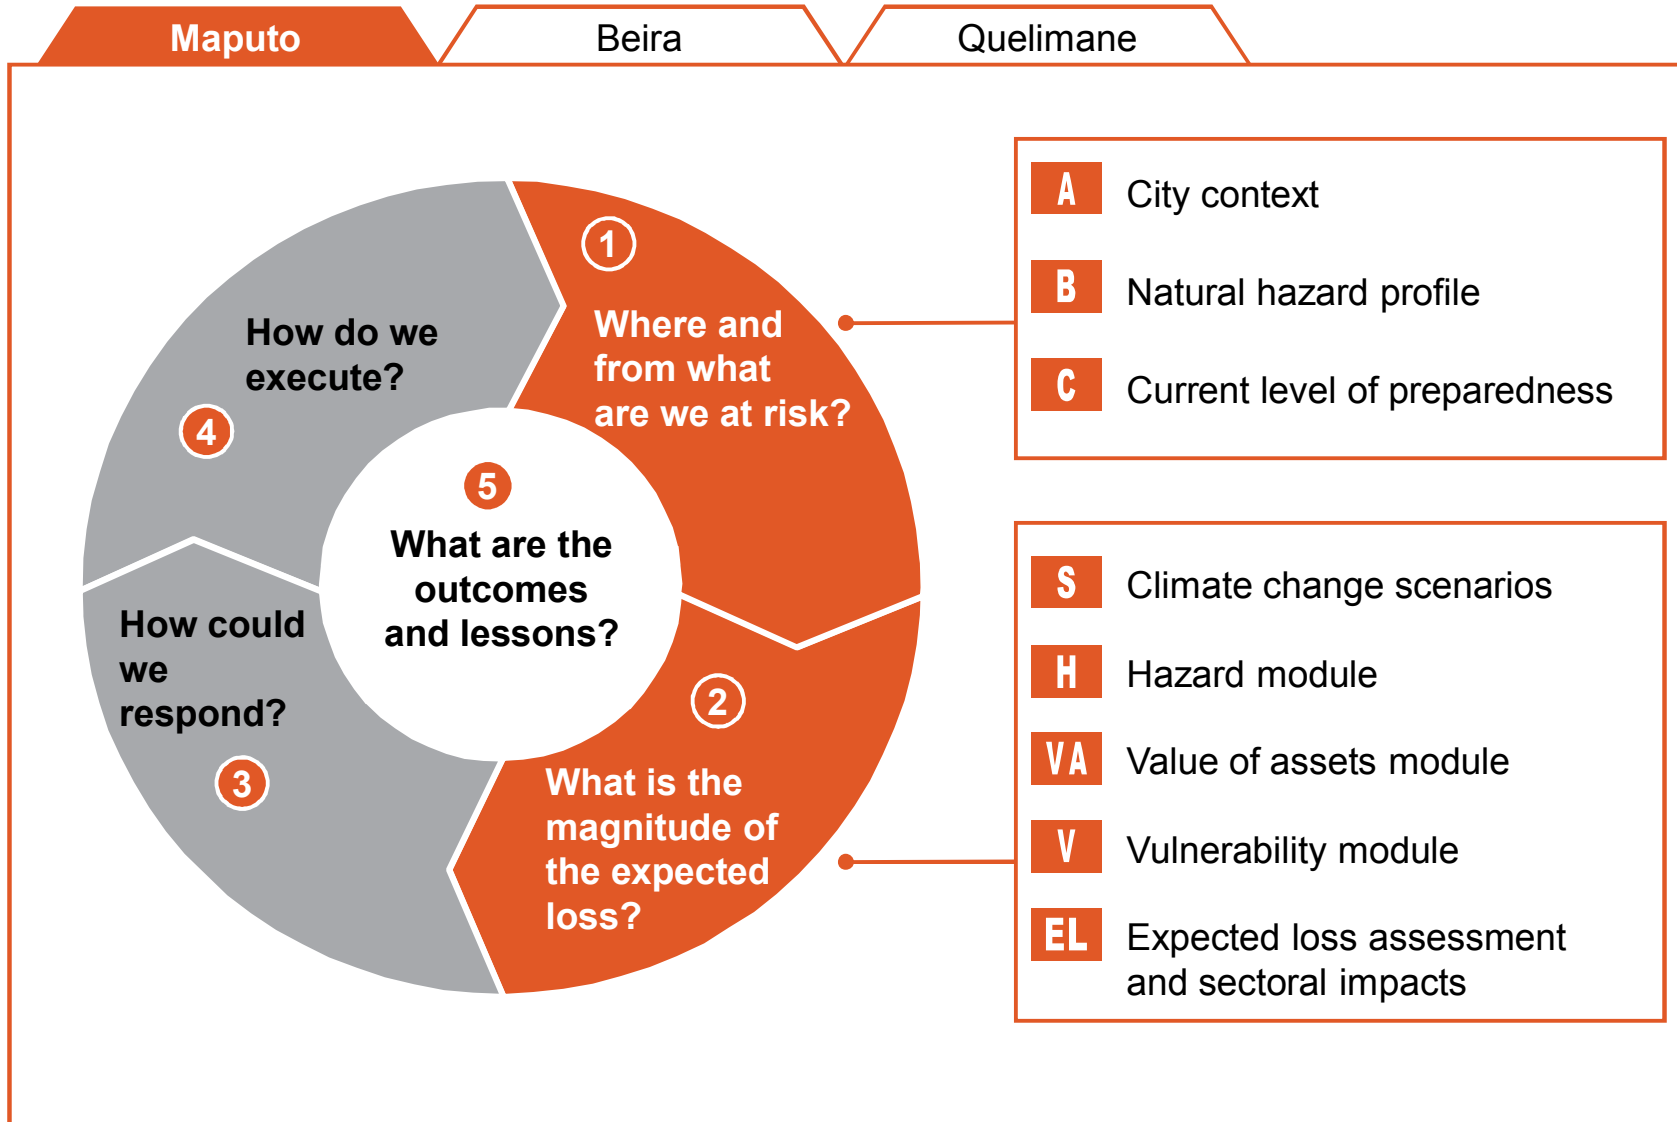 Maputo
Beira
Quelimane
1
Where and
from what
are we at risk?
2
What is the
magnitude of
the expected
loss?
How could
we
respond?
3
How do we
execute?
4
5
What are the
outcomes
and lessons?
A City context
B Natural hazard profile
C Current level of preparedness
S Climate change scenarios
H Hazard module
VA Value of assets module
V Vulnerability module
EL Expected loss assessment
and sectoral impacts